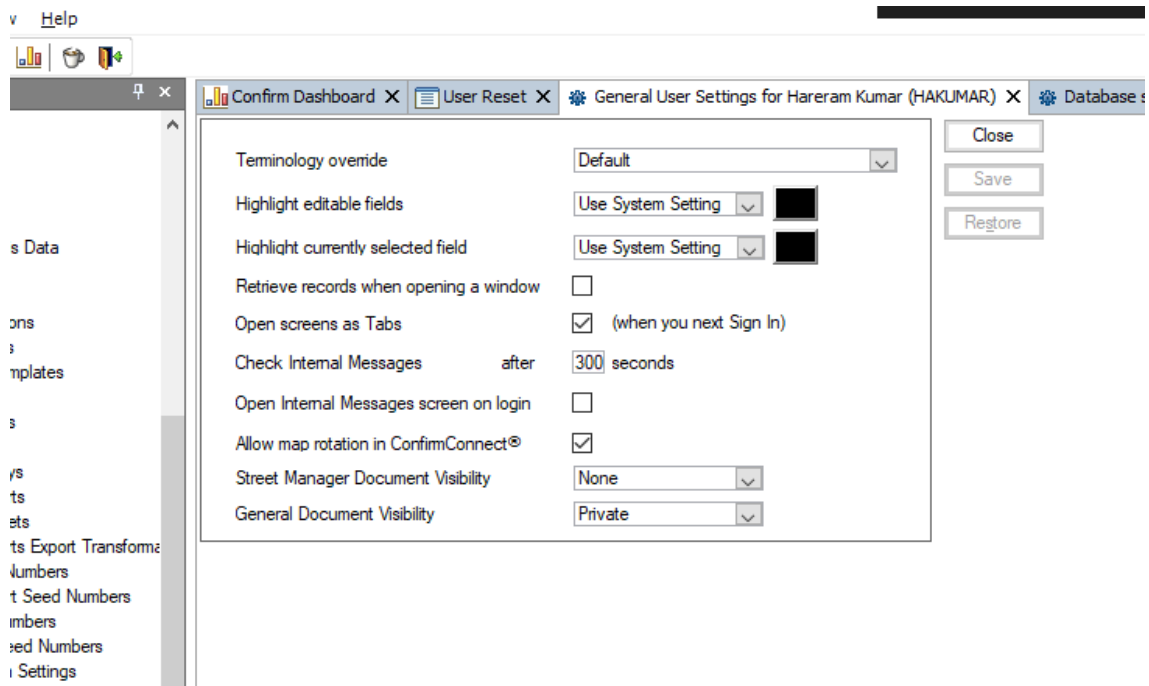 Help
Confirm Dashboard User Reset General User Settings for Hareram Kumar (HAKUMAR) Database
Close
Terminology override Default
Save
Highlight editable fields Use System Setting
Restore
Highlight currently selected field Use System Setting
s Data
Retrieve records when opening a window
Open screens as Tabs (when you next Sign In)
ons
s
Check Internal Messages after 300 seconds
mplates
Open Internal Messages screen on login
s
Allow map rotation in ConfirmConnect®
ys
Street Manager Document Visibility None
ts
General Document Visibility Private
ets
ts Export Transforma
Numbers
t Seed Numbers
umbers
eed Numbers
Settings